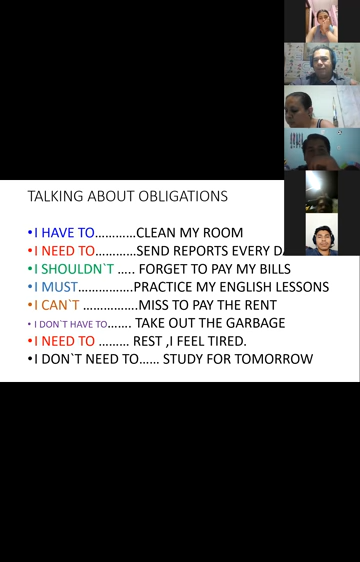 TALKING ABOUT OBLIGATIONS
•I HAVE TO…………CLEAN MY ROOM
•I NEED TO…………SEND REPORTS EVERY
•I SHOULDN`T ….. FORGET TO PAY MY BILLS
•I MUST……………PRACTICE MY ENGLISH LESSONS
•I CAN`T …………….MISS TO PAY THE RENT
•I DON`T HAVE TO……. TAKE OUT THE GARBAGE
•I NEED TO ……… REST ,I FEEL TIRED.
•I DON`T NEED TO…… STUDY FOR TOMORROW